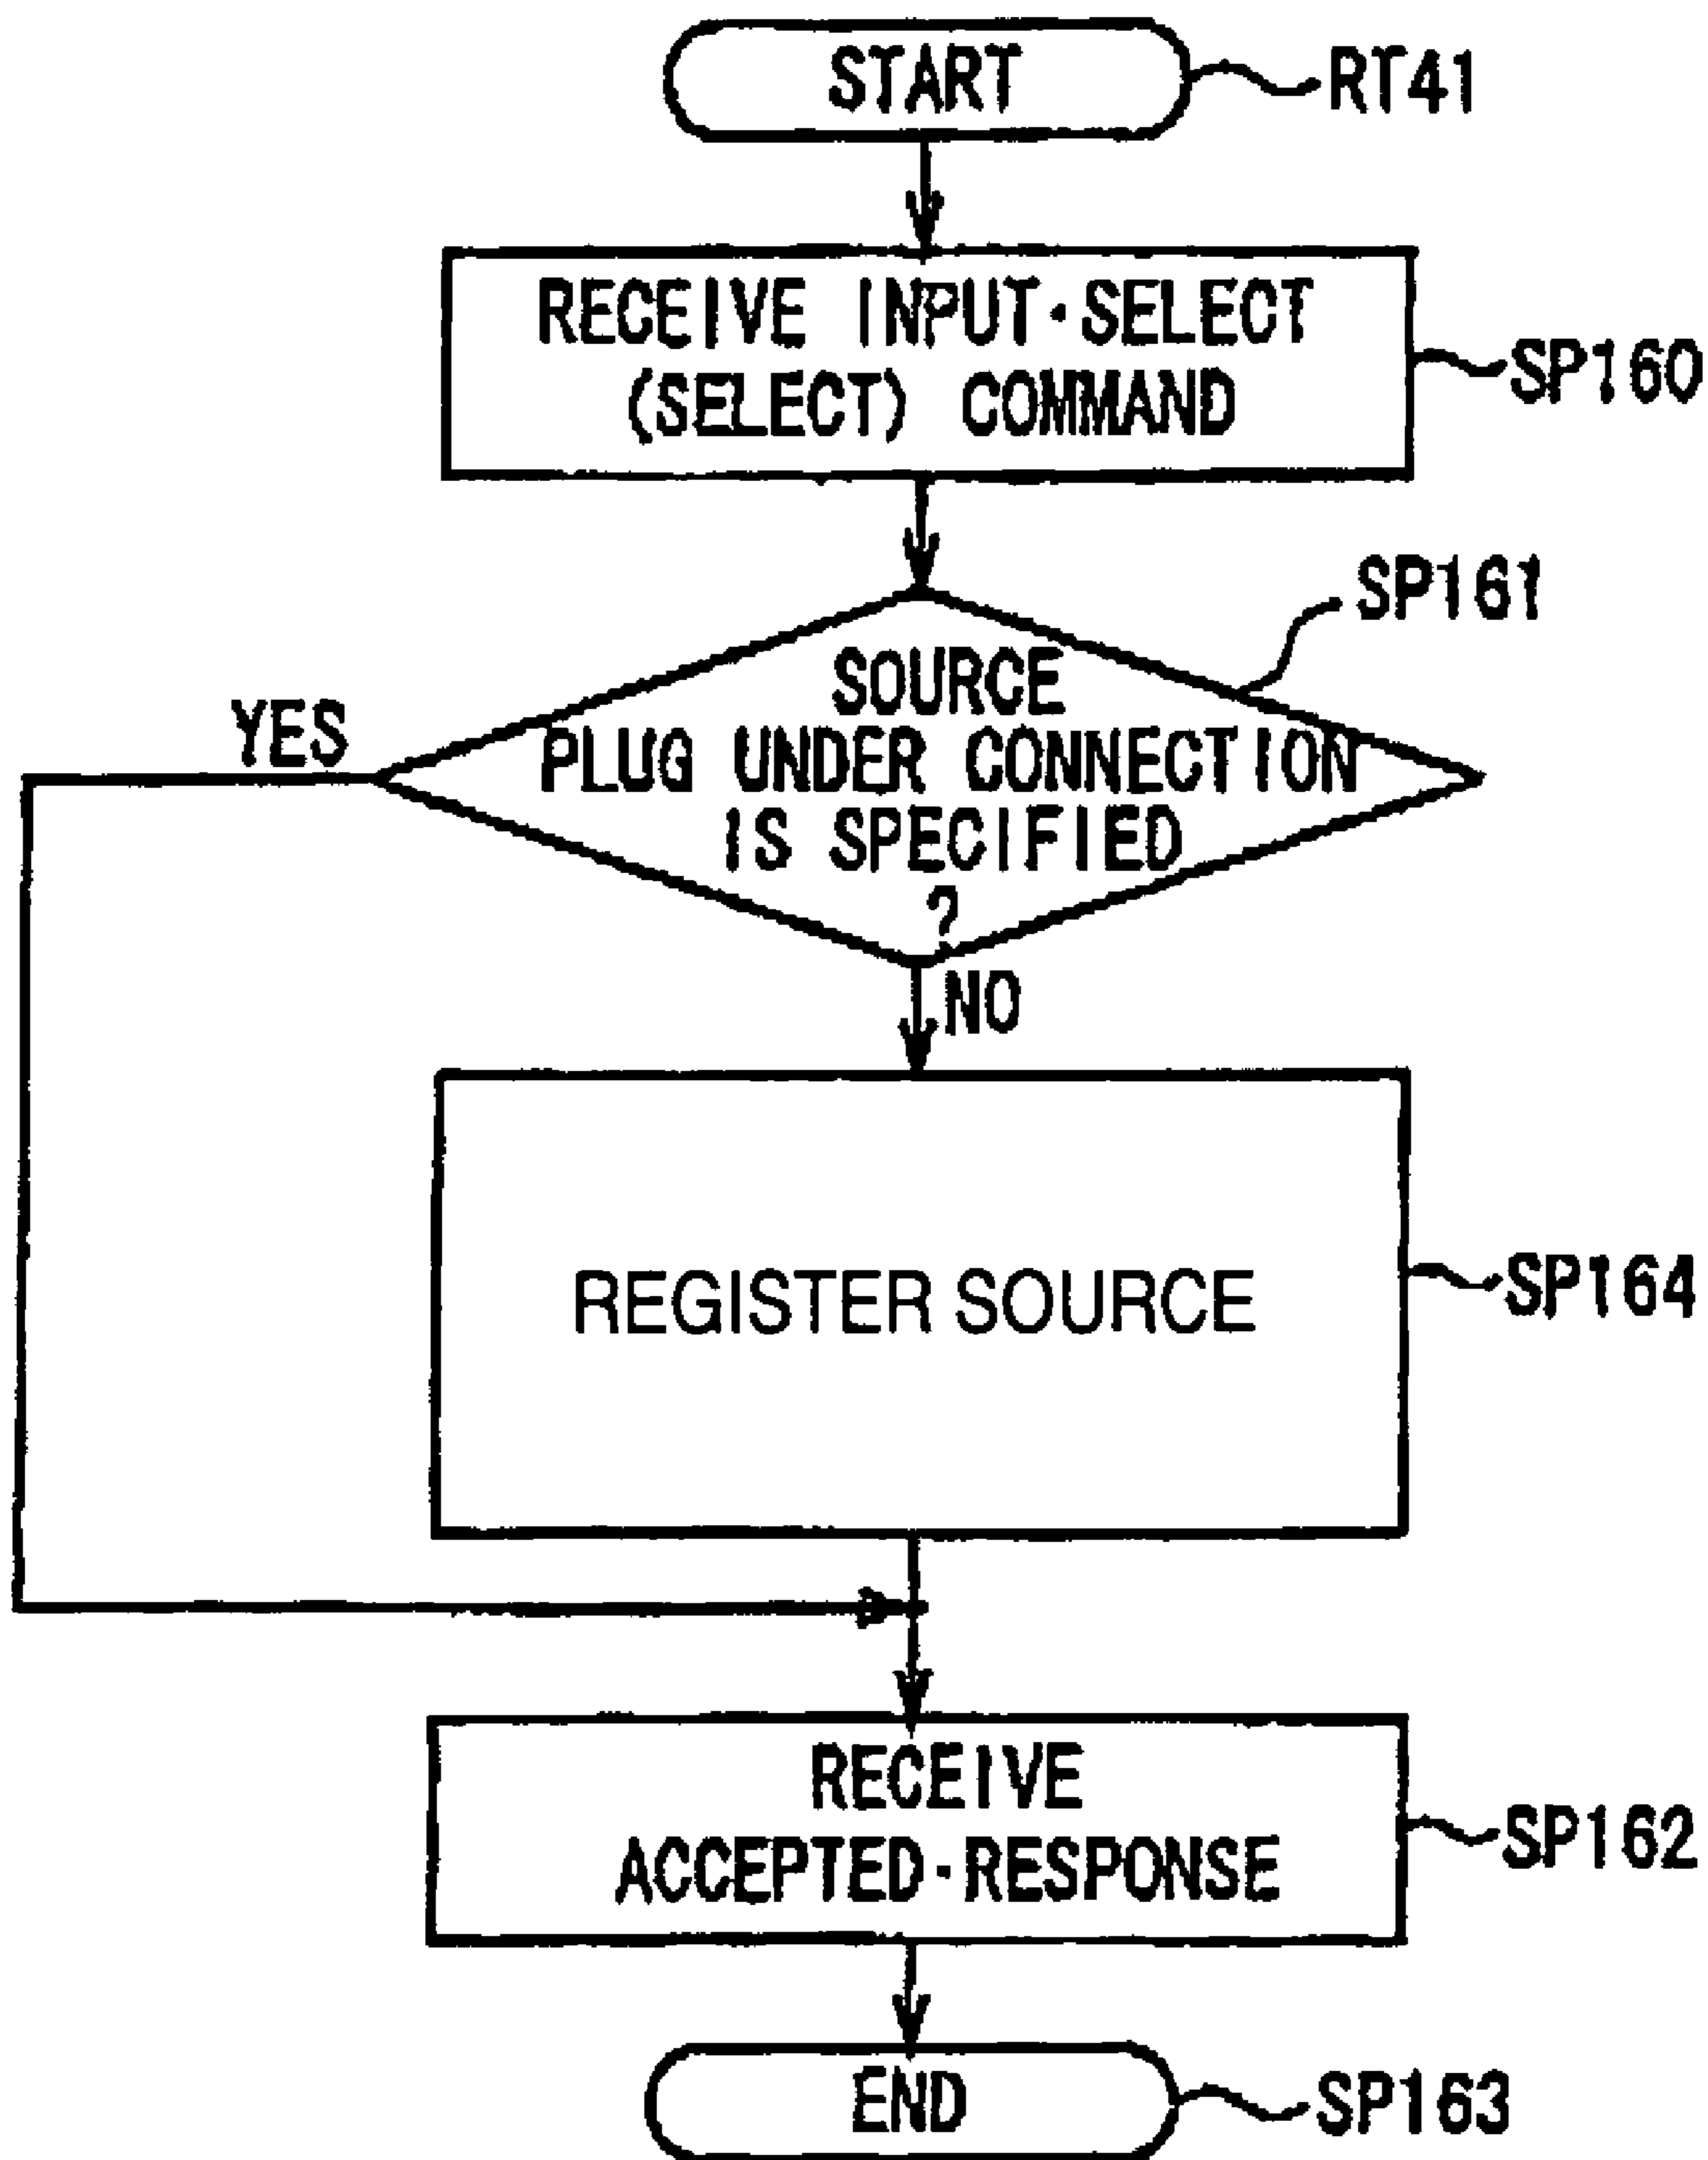 START
RT41
RECEIVE INPUT·SELECT
(SELECT) COMMAND
SP160
SP161
SOURCE
PLUG UNDER CONNECTION
IS SPECIFIED
?
YES
NO
REGISTER SOURCE
SP164
RECEIVE
ACCEPTED·RESPONSE
SP162
END
SP163